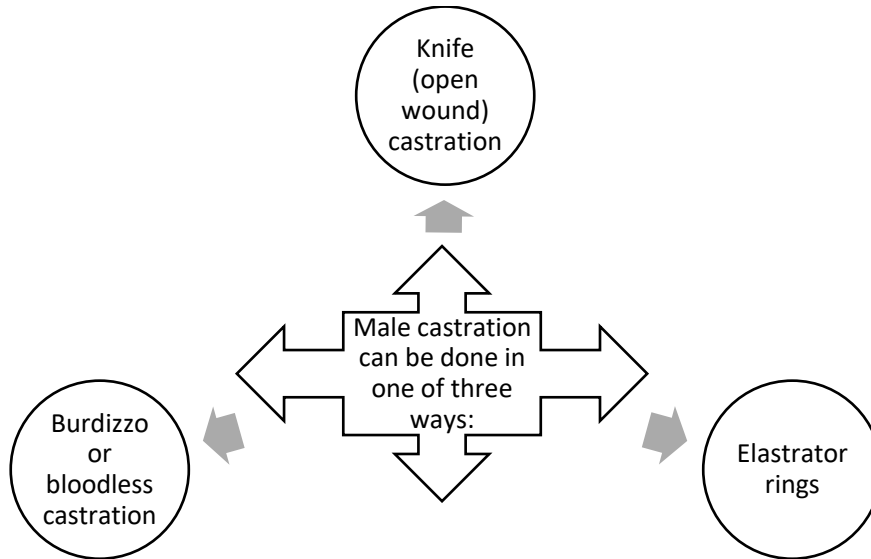 Knife
(open
wound)
castration
Male castration
can be done in
one of three
ways:
Burdizzo
or
bloodless
castration
Elastrator
rings